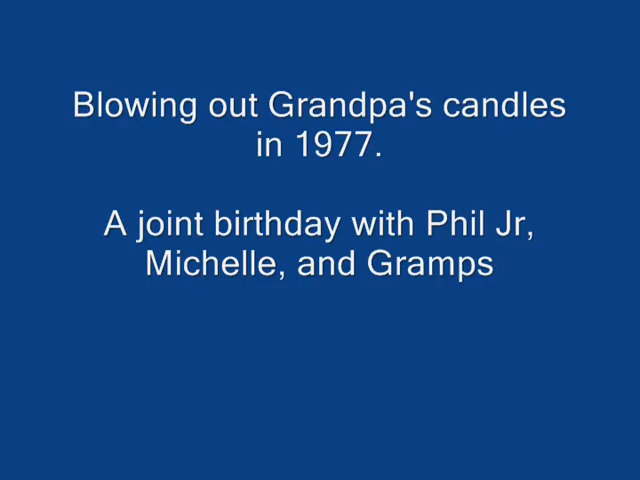 Blowing out Grandpa's candles
in 1977.
A joint birthday with Phil Jr,
Michelle, and Gramps